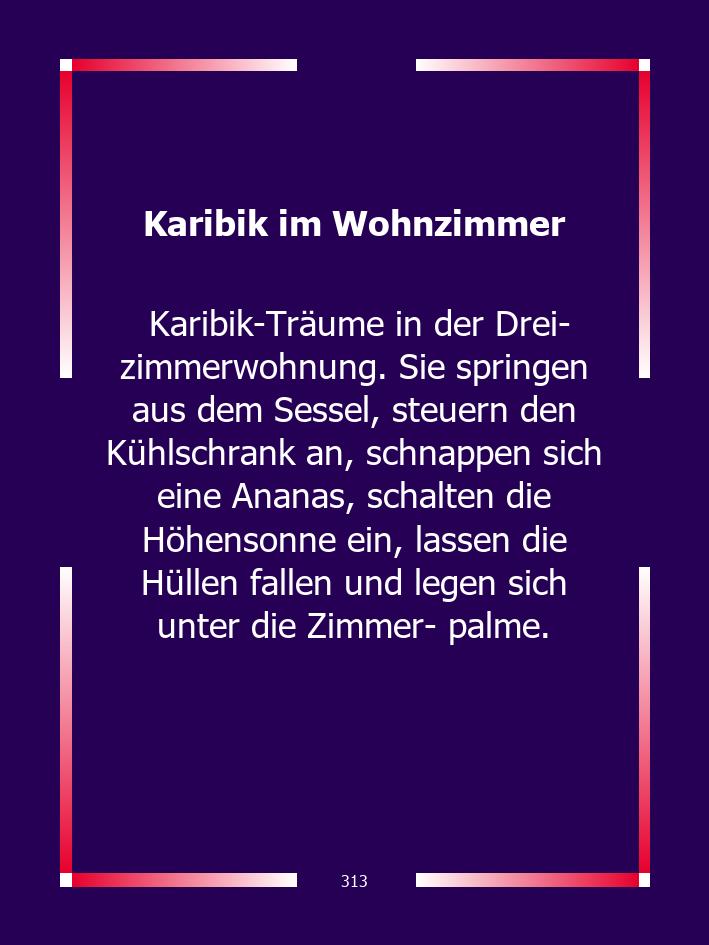 Karibik im Wohnzimmer
Karibik-Träume in der Drei-
zimmerwohnung. Sie springen
aus dem Sessel, steuern den
Kühlschrank an, schnappen sich
eine Ananas, schalten die
Höhensonne ein, lassen die
Hüllen fallen und legen sich
unter die Zimmer- palme.
313